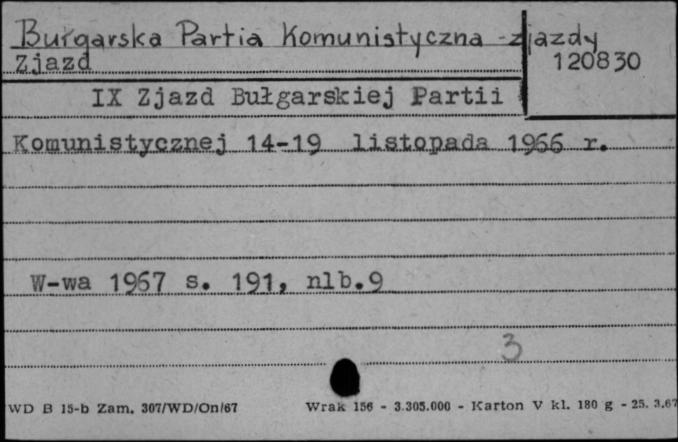 Bułgarska Partia Komunistyczna - zjazdy
Zjazd
120830
IX Zjazd Bułgarskiej Partii
Komunistycznej 14-19 listopada 1966 r.
W-wa 1967 s. 191, nlb.9
3
WD B 15-b Zam. 307/WD/On/67
Wrak 156 - 3.305.000 - Karton V kl. 180 g - 25. 3.67